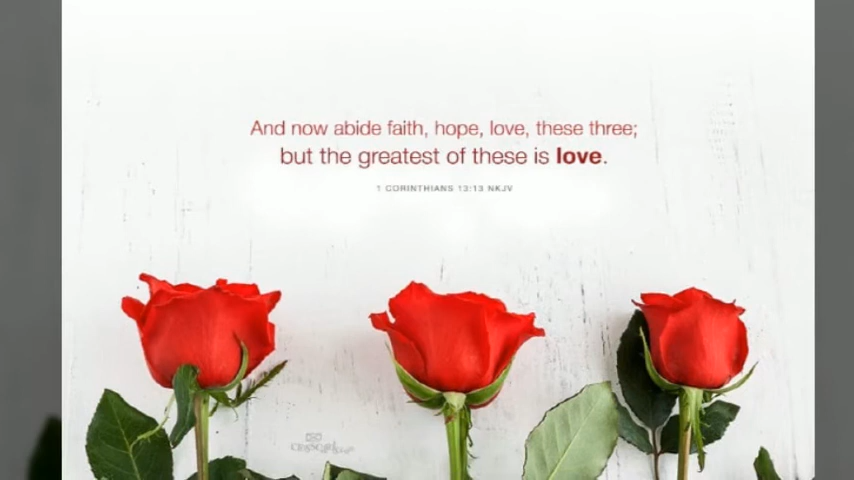 And now abide faith, hope, love, these three;
but the greatest of these is love.
1 CORINTHIANS 13:13 NKJV